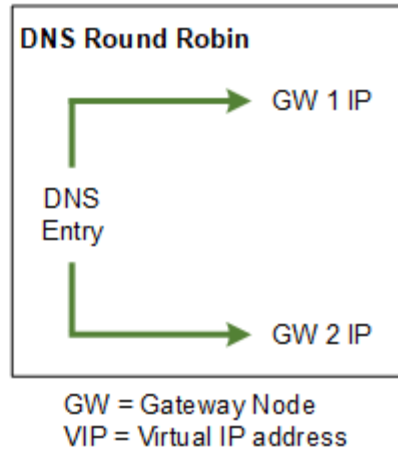 DNS Round Robin
GW 1 IP
DNS
Entry
GW 2 IP
GW = Gateway Node
VIP = Virtual IP address